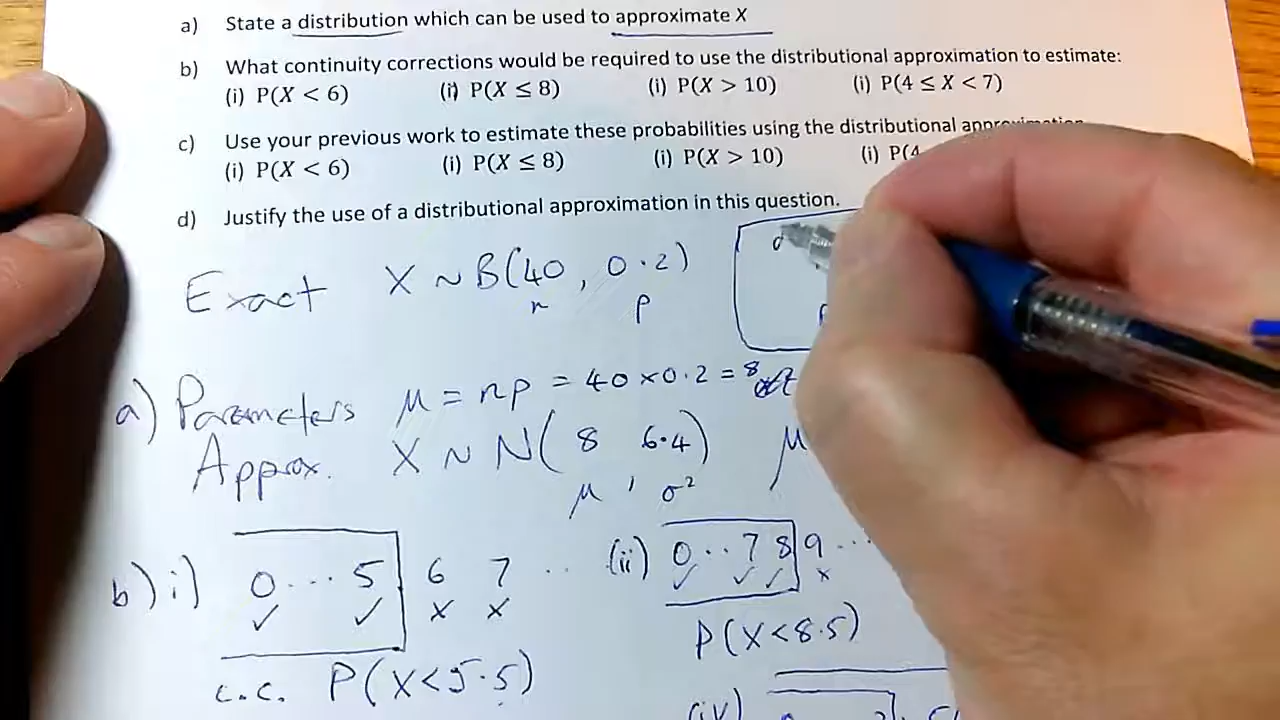 a) State a distribution which can be used to approximate X
b) What continuity corrections would be required to use the distributional approximation to estimate:
(i) P(X < 6) (i) P(X ≤ 8) (i) P(X > 10) (i) P(4 ≤ X < 7)
c) Use your previous work to estimate these probabilities using the distributional approximation
(i) P(X < 6) (i) P(X ≤ 8) (i) P(X > 10) (i) P(4
d) Justify the use of a distributional approximation in this question.
Exact X ~ B(40, 0.2)
n p
a) Parameters μ = np = 40×0.2 = 8
Approx. X ~ N(8 6.4) μ
μ , σ²
b) i) 0 ... 5 6 7 .. (ii) 0 .. 7 8 9 ...
✓ ✓ x x ✓ ✓ ✓ x
P(X<8.5)
c.c. P(X<5.5)
(iv)